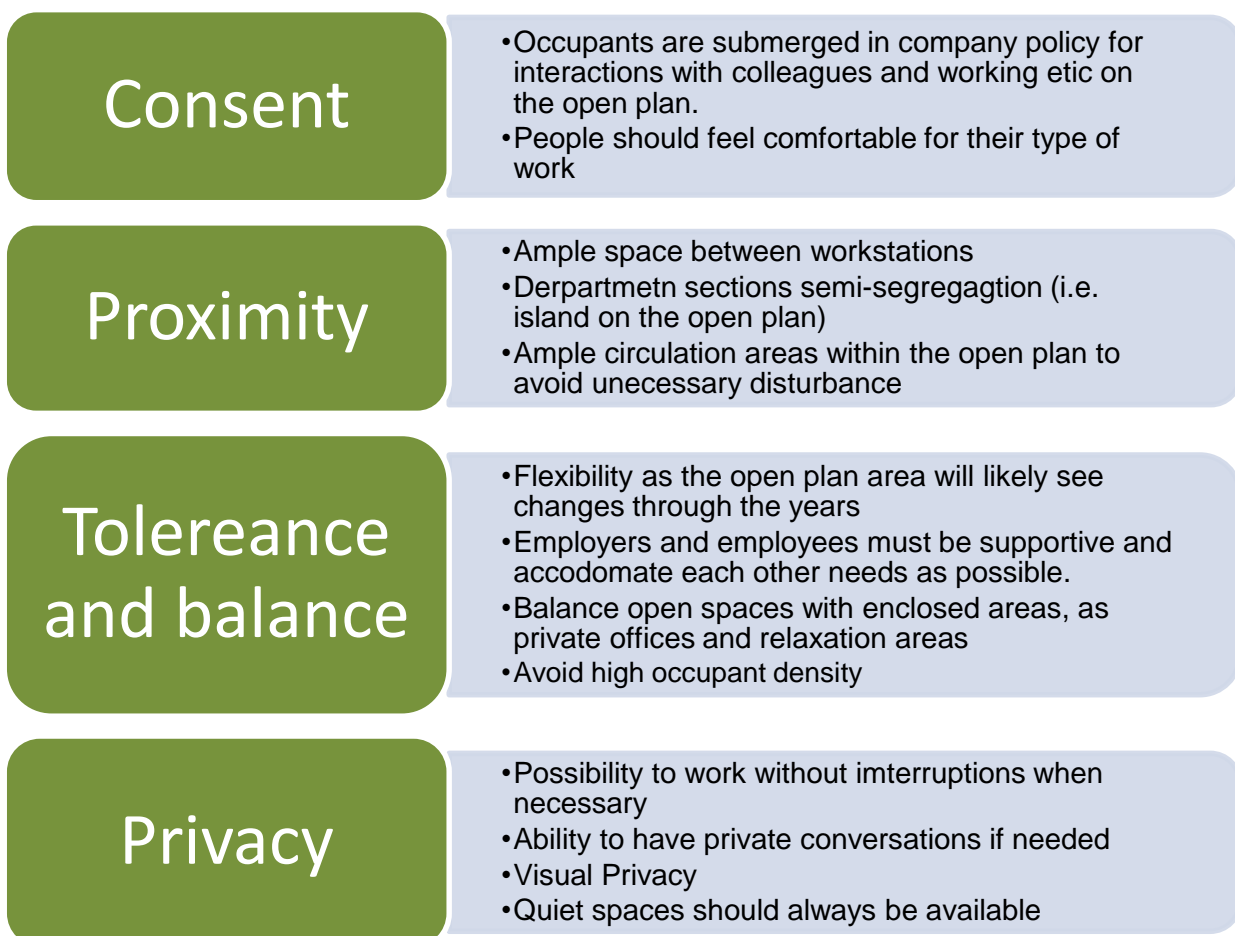 Consent
•Occupants are submerged in company policy for
interactions with colleagues and working etic on
the open plan.
•People should feel comfortable for their type of
work
Proximity
•Ample space between workstations
•Derpartmetn sections semi-segregagtion (i.e.
island on the open plan)
•Ample circulation areas within the open plan to
avoid unecessary disturbance
Tolereance
and balance
•Flexibility as the open plan area will likely see
changes through the years
•Employers and employees must be supportive and
accodomate each other needs as possible.
•Balance open spaces with enclosed areas, as
private offices and relaxation areas
•Avoid high occupant density
Privacy
•Possibility to work without imterruptions when
necessary
•Ability to have private conversations if needed
•Visual Privacy
•Quiet spaces should always be available